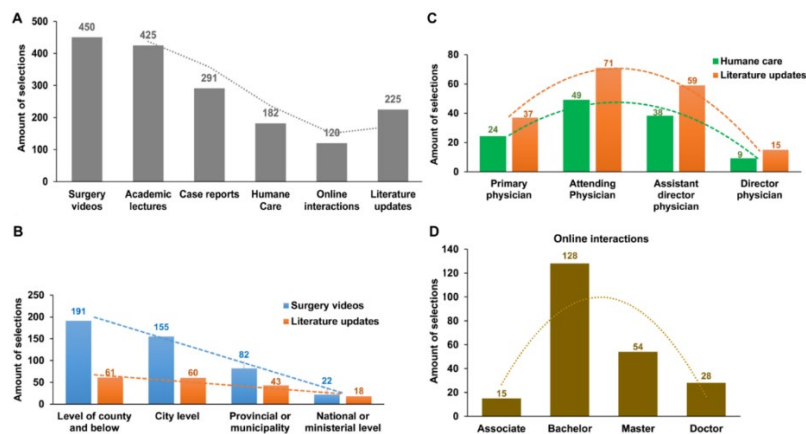 A
Amount of selections
500
400
300
200
100
0
450
425
291
182
120
225
Surgery videos
Academic lectures
Case reports
Humane Care
Online interactions
Literature updates
B
Amount of selections
250
200
150
100
50
0
191
61
155
60
82
43
22
18
Surgery videos
Literature updates
Level of county and below
City level
Provincial or municipality
National or ministerial level
C
Amount of selections
80
60
40
20
0
24
37
49
71
38
59
9
15
Humane care
Literature updates
Primary physician
Attending Physician
Assistant director physician
Director physician
D
Online interactions
Amount of selections
140
120
100
80
60
40
20
0
15
128
54
28
Associate
Bachelor
Master
Doctor